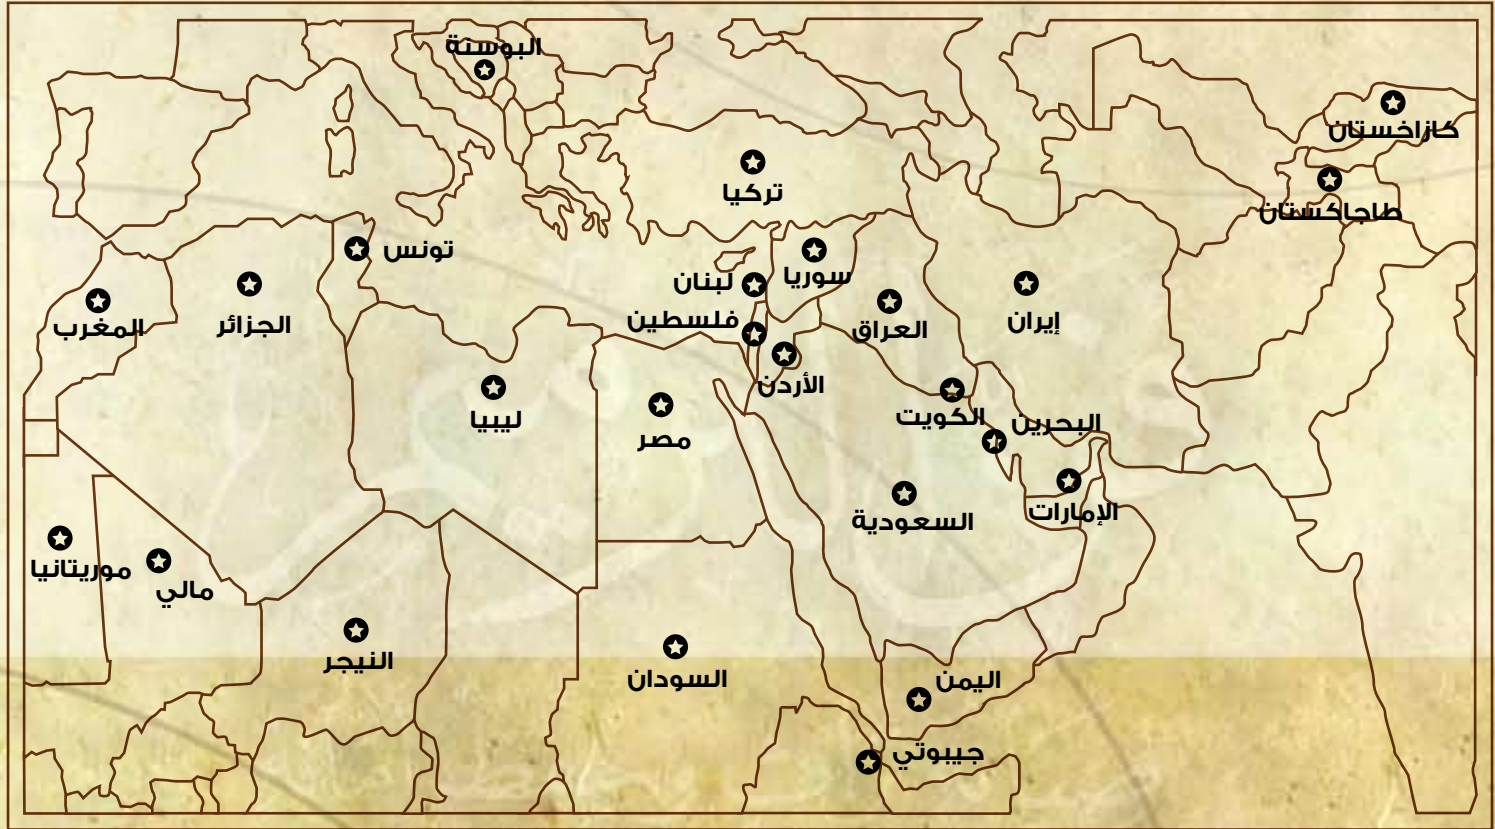 البوسنة
كازاخستان
تركيا
طاجاكستان
تونس
سوريا
لبنان
الجزائر
المغرب
فلسطين
العراق
إيران
الأردن
ليبيا
الكويت
البحرين
مصر
السعودية
الإمارات
موريتانيا
مالي
النيجر
السودان
اليمن
جيبوتي